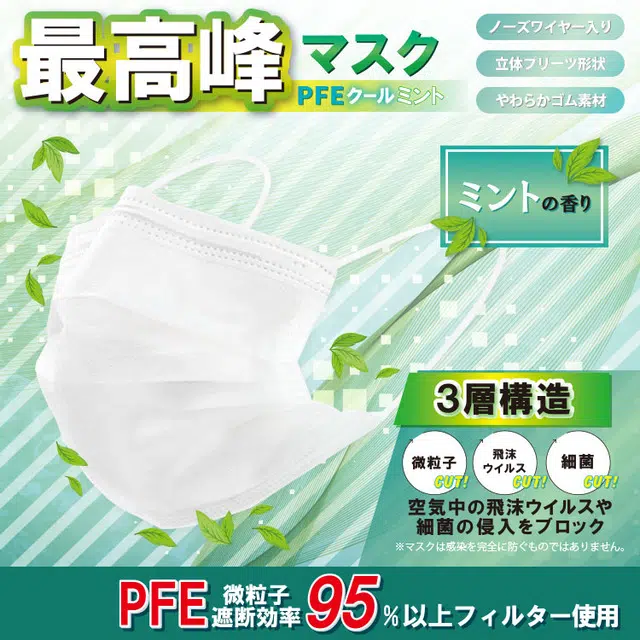 最高峰マスク
PFEクールミント
ノーズワイヤー入り
立体フリーツ形状
やわらかゴム素材
ミントの香り
3層構造
微粒子
CUT!
飛沫
ウイルス
CUT!
細菌
CUT!
空気中の飛沫ウイルスや
細菌の侵入をブロック
※マスクは感染を完全に防ぐものではありません。
PFE微粒子
遮断効率95%以上フィルター使用